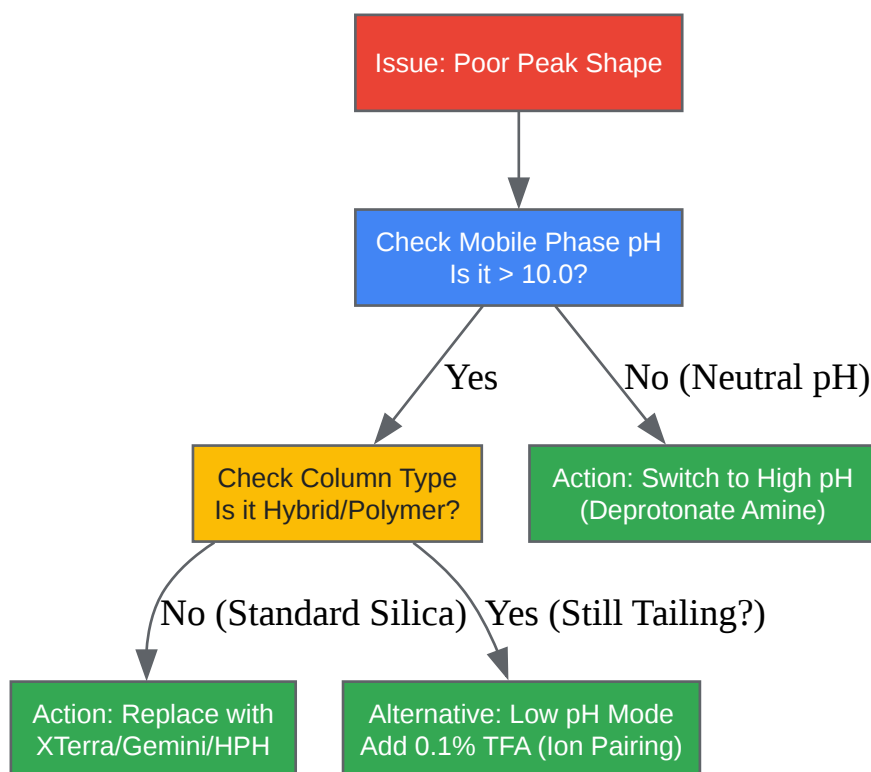 Issue: Poor Peak Shape
Check Mobile Phase pH
Is it > 10.0?
Yes
No (Neutral pH)
Check Column Type
Is it Hybrid/Polymer?
Action: Switch to High pH
(Deprotonate Amine)
No (Standard Silica)
Yes (Still Tailing?)
Action: Replace with
XTerra/Gemini/HPH
Alternative: Low pH Mode
Add 0.1% TFA (Ion Pairing)